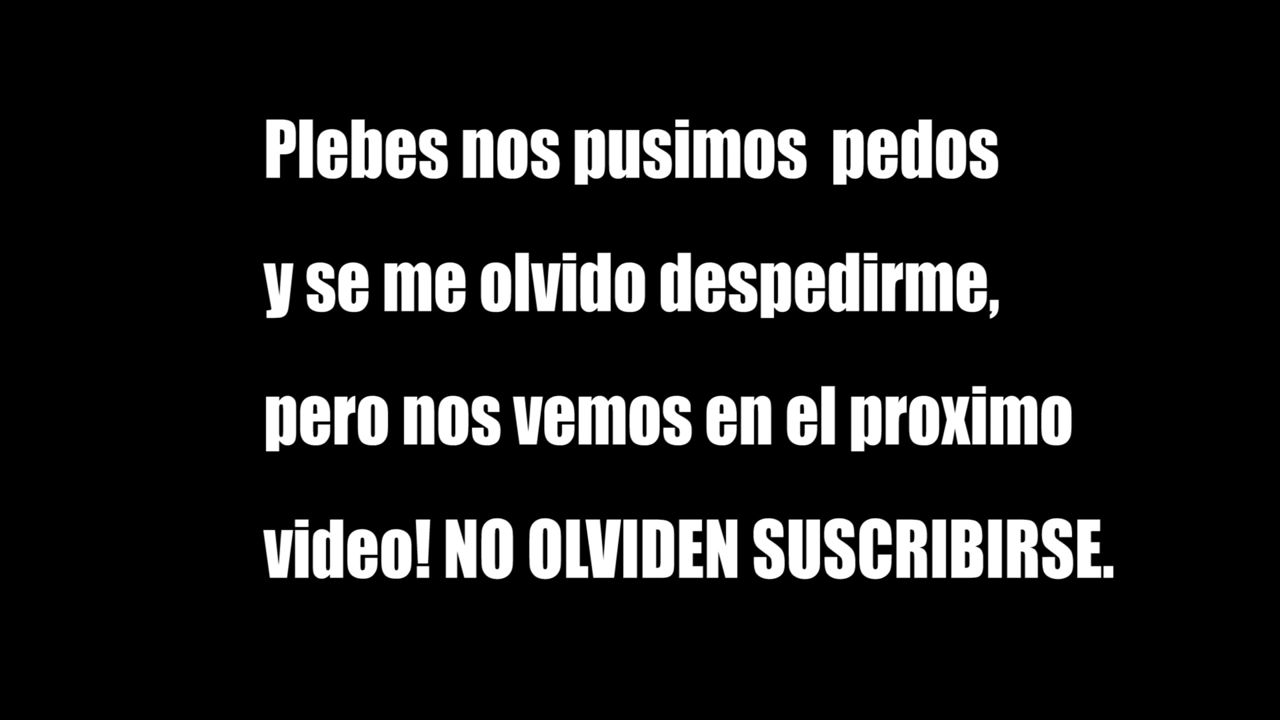 Plebes nos pusimos  pedos
y se me olvido despedirme,
pero nos vemos en el proximo
video! NO OLVIDEN SUSCRIBIRSE.